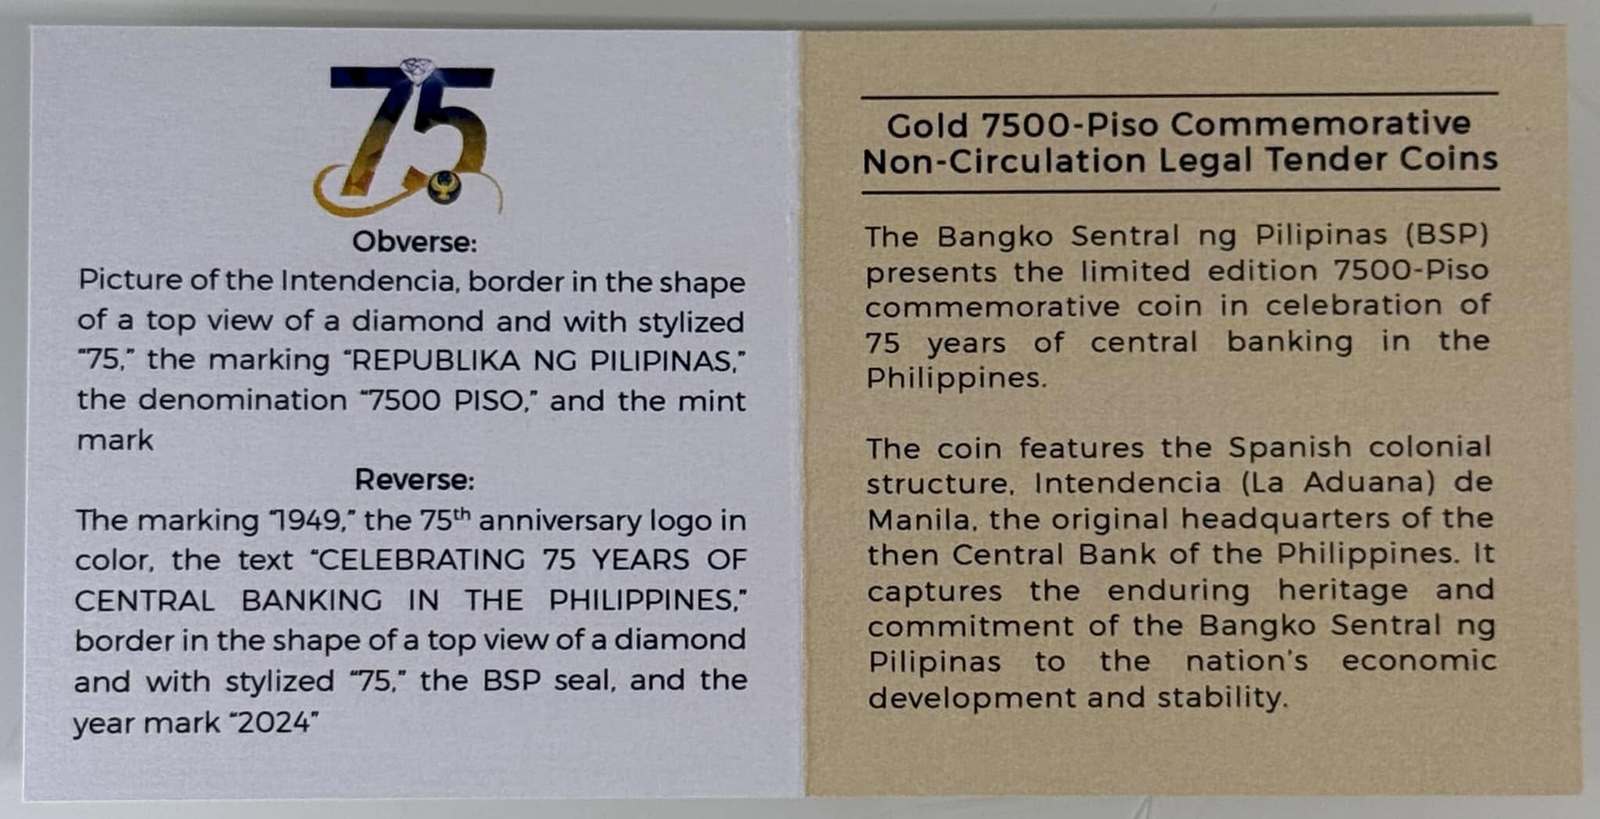 75
Obverse:
Picture of the Intendencia, border in the shape
of a top view of a diamond and with stylized
"75," the marking "REPUBLIKA NG PILIPINAS,"
the denomination "7500 PISO," and the mint
mark
Reverse:
The marking "1949," the 75th anniversary logo in
color, the text "CELEBRATING 75 YEARS OF
CENTRAL BANKING IN THE PHILIPPINES,"
border in the shape of a top view of a diamond
and with stylized "75," the BSP seal, and the
year mark "2024"
Gold 7500-Piso Commemorative
Non-Circulation Legal Tender Coins
The Bangko Sentral ng Pilipinas (BSP)
presents the limited edition 7500-Piso
commemorative coin in celebration of
75 years of central banking in the
Philippines.
The coin features the Spanish colonial
structure, Intendencia (La Aduana) de
Manila, the original headquarters of the
then Central Bank of the Philippines. It
captures the enduring heritage and
commitment of the Bangko Sentral ng
Pilipinas to the nation's economic
development and stability.